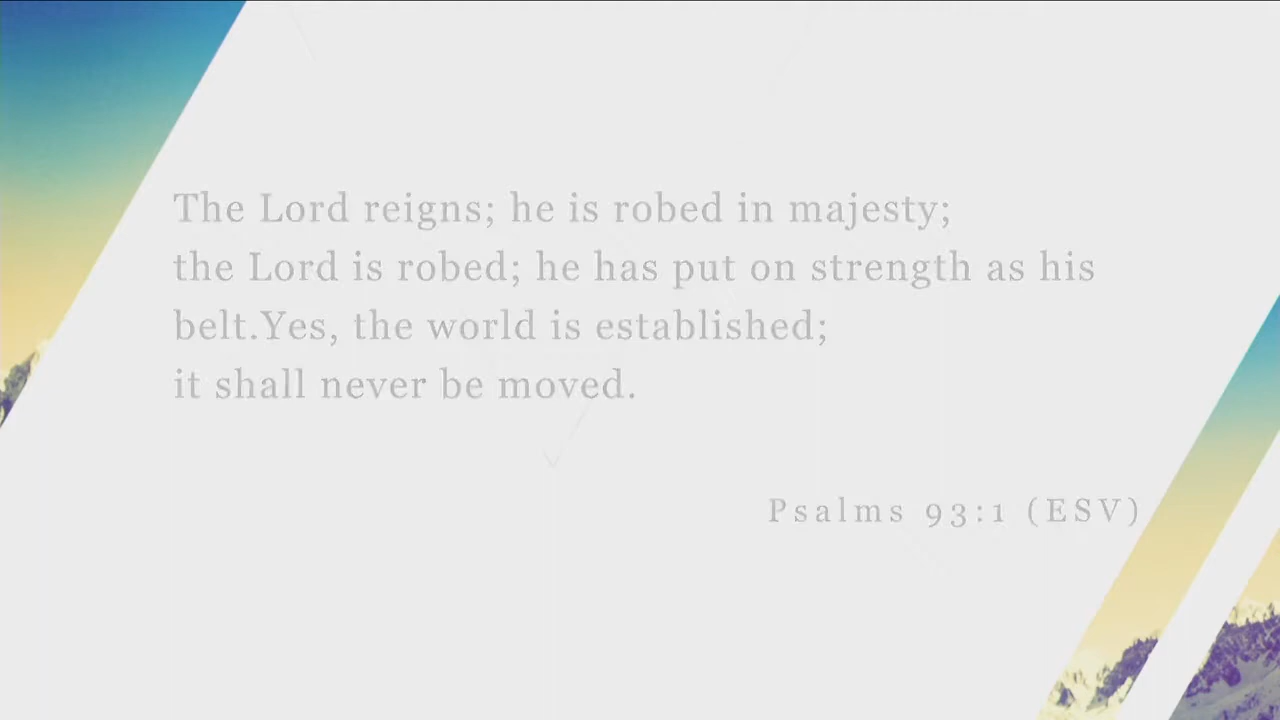 The Lord reigns; he is robed in majesty;
the Lord is robed; he has put on strength as his
belt.Yes, the world is established;
it shall never be moved.
Psalms 93:1 (ESV)